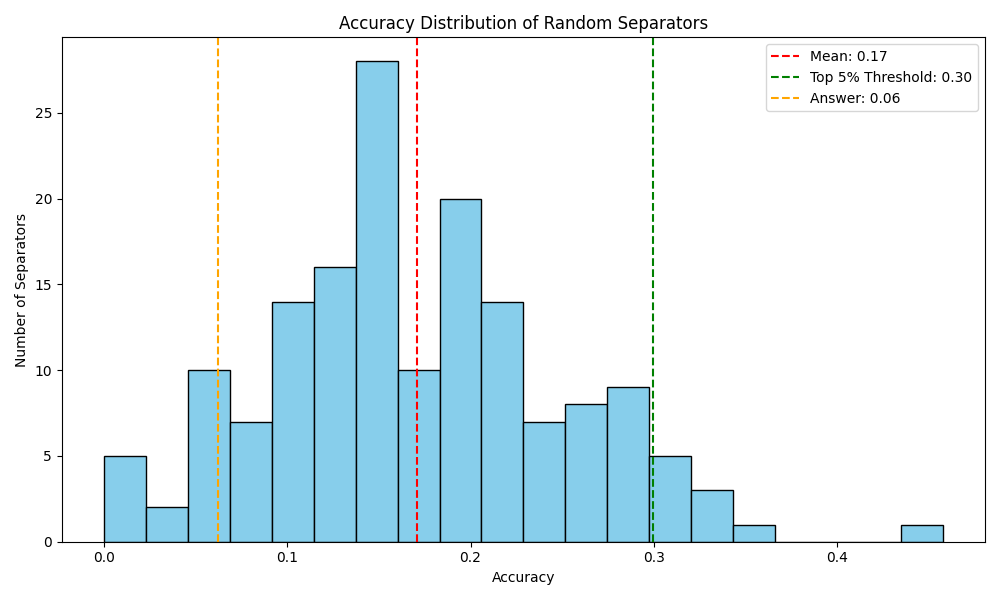 Accuracy Distribution of Random Separators
Mean: 0.17
Top 5% Threshold: 0.30
Answer: 0.06
Number of Separators
25
20
15
10
5
0
0.0 0.1 0.2 0.3 0.4
Accuracy